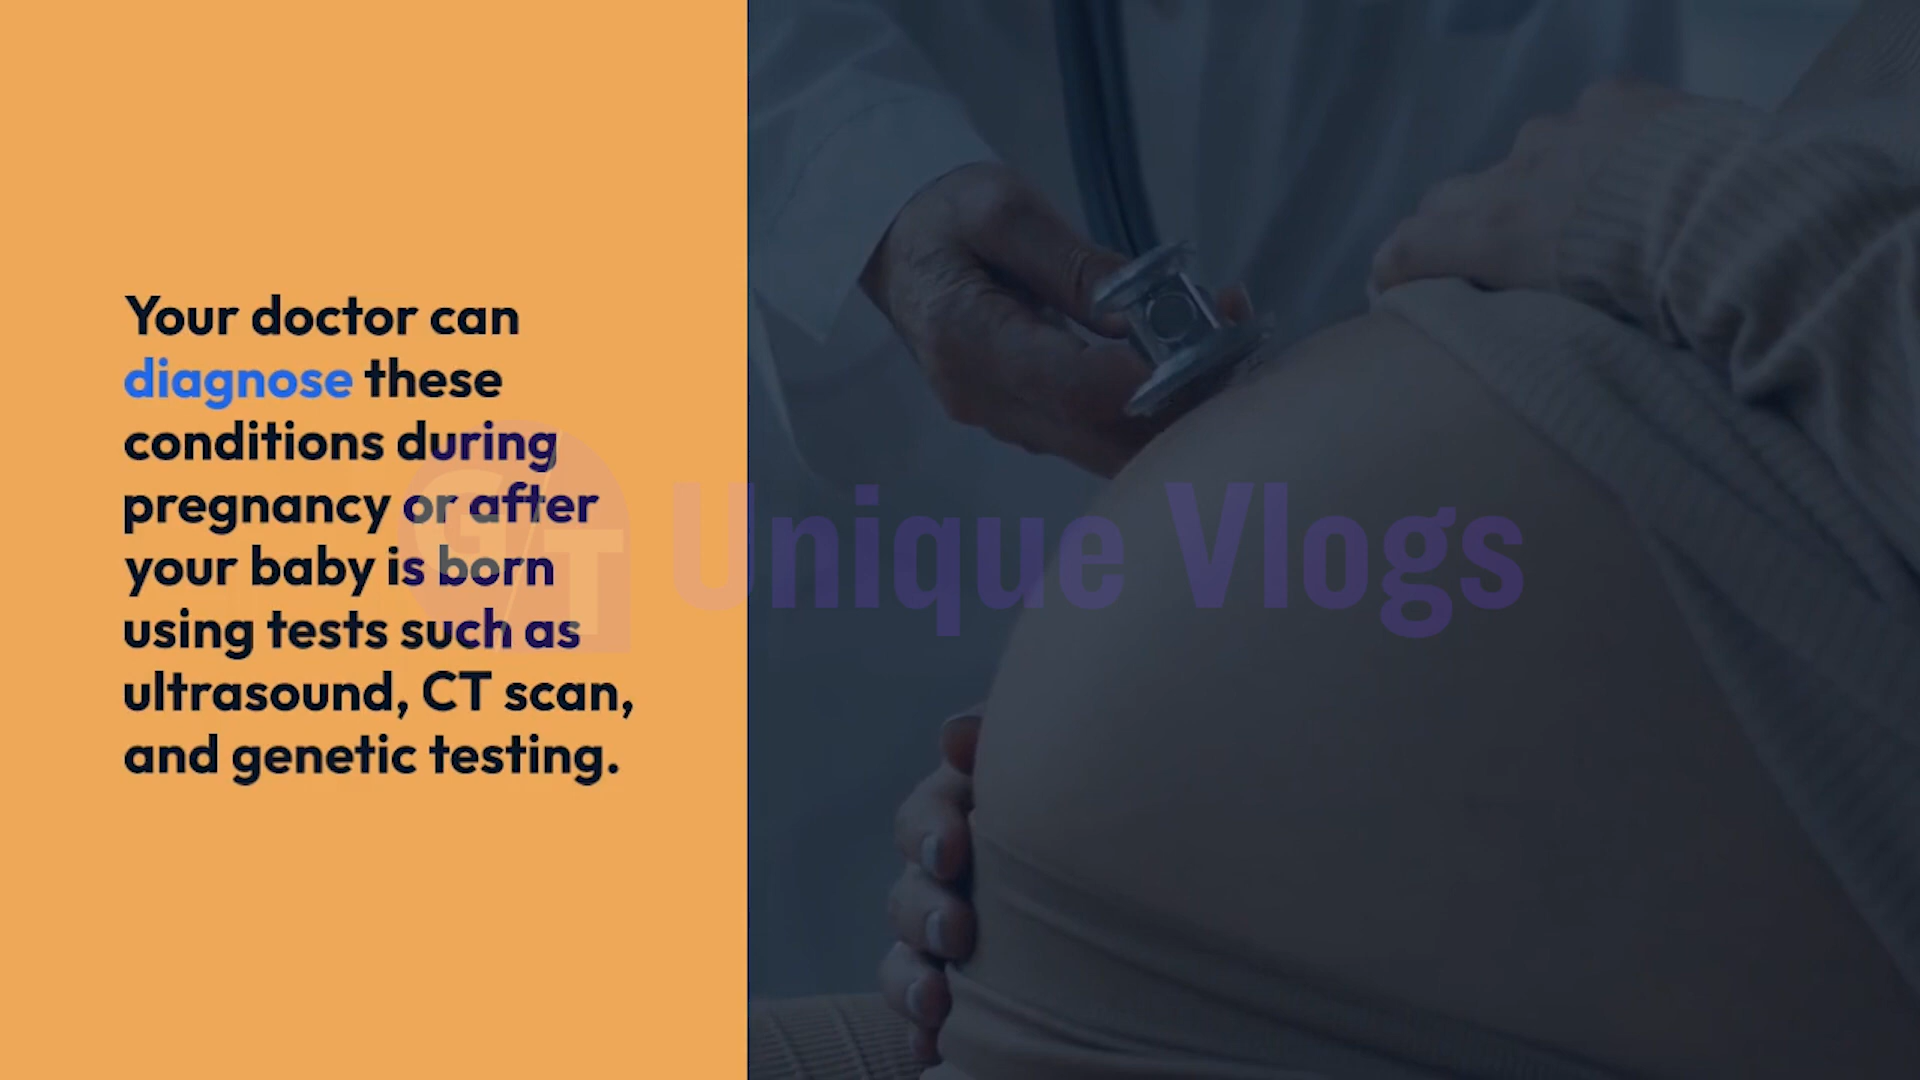 Your doctor can
diagnose these
conditions during
pregnancy or after
your baby is born
using tests such as
ultrasound, CT scan,
and genetic testing.
GT Unique Vlogs